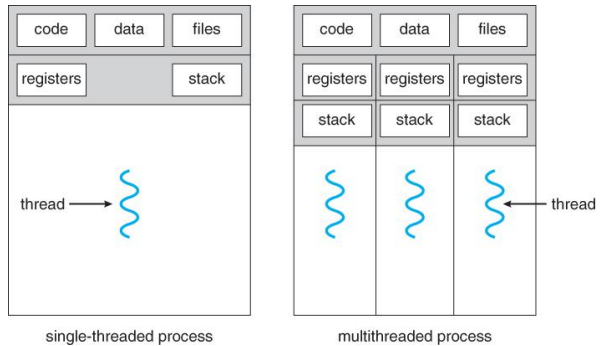 code data files
registers stack
thread
single-threaded process
code data files
registers registers registers
stack stack stack
thread
multithreaded process